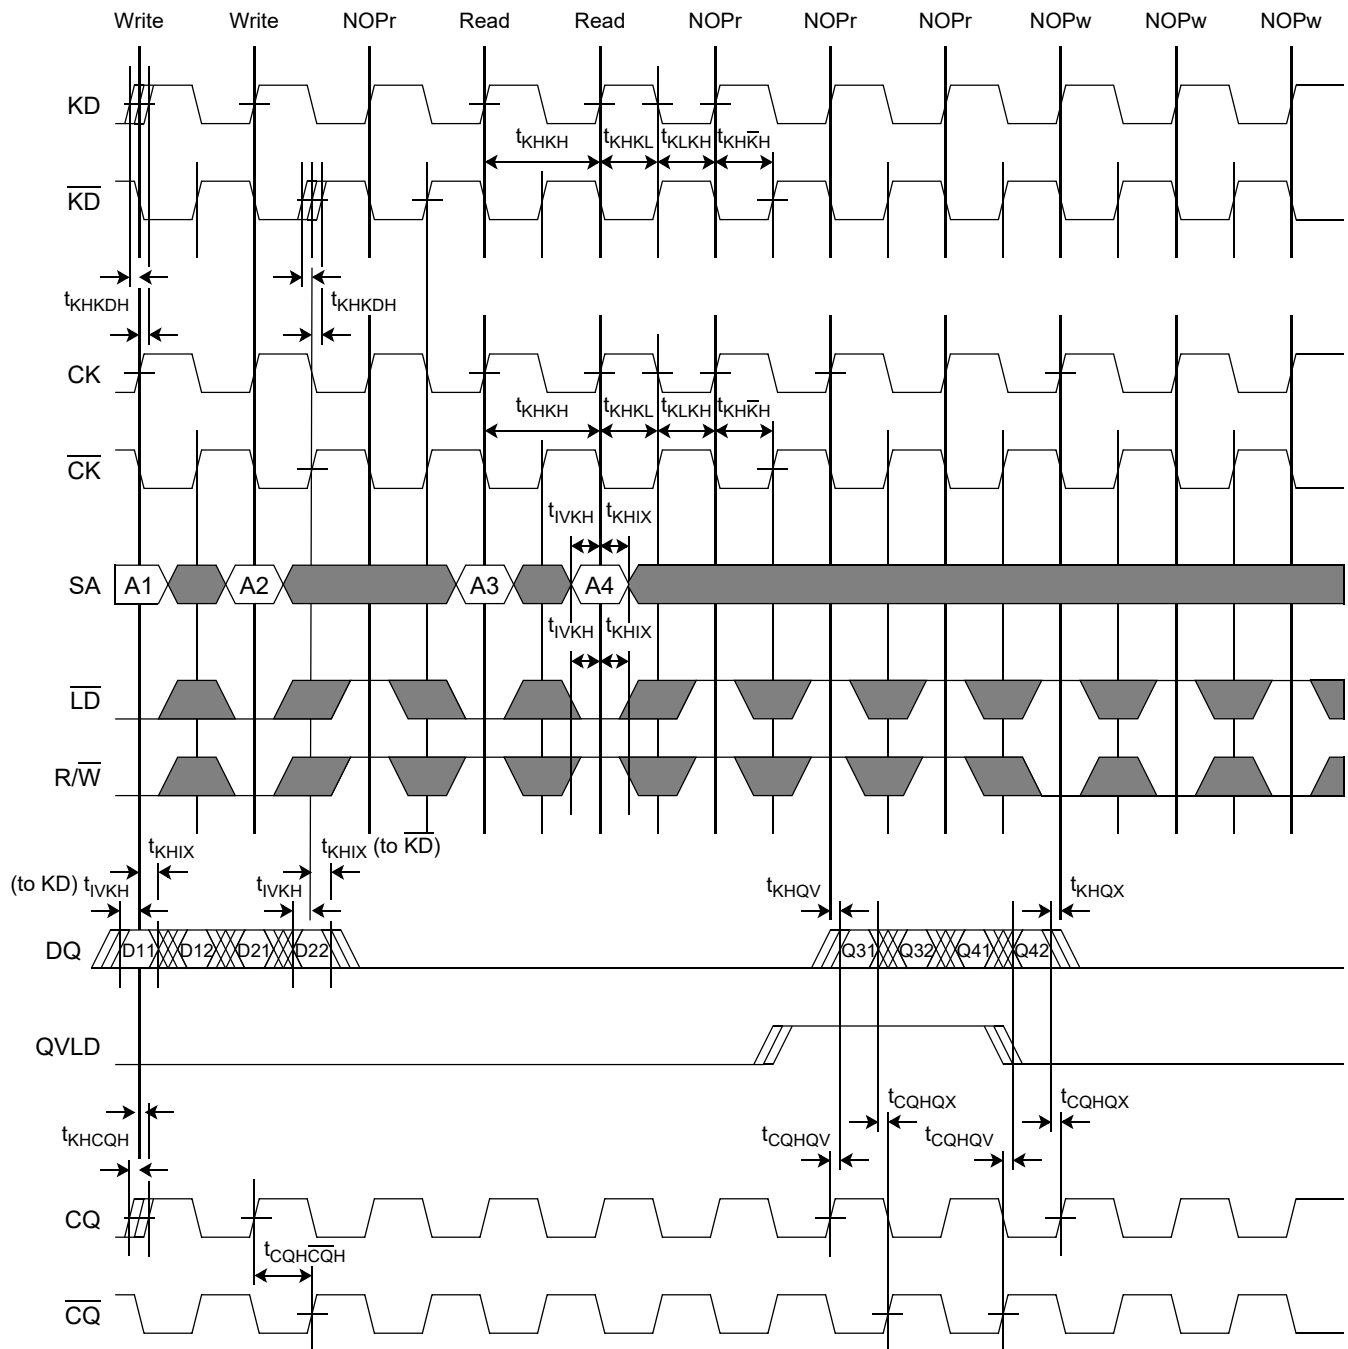 Write Write NOPr Read Read NOPr NOPr NOPr NOPw NOPw NOPw
KD
tKHKH tKHKL tKLKH tKHK̅H
K̅D̅
tKHKDH tKHKDH
CK
tKHKH tKHKL tKLKH tKHK̅H
C̅K̅
tIVKH tKHIX
SA A1 A2 A3 A4
tIVKH tKHIX
L̅D̅
R/W̅
tKHIX tKHIX (to K̅D̅)
(to KD) tIVKH tIVKH tKHQV tKHQX
DQ D11 D12 D21 D22 Q31 Q32 Q41 Q42
QVLD
tCQHQX tCQHQX
tKHCQH tCQHQV tCQHQV
CQ
tCQHC̅Q̅H
C̅Q̅